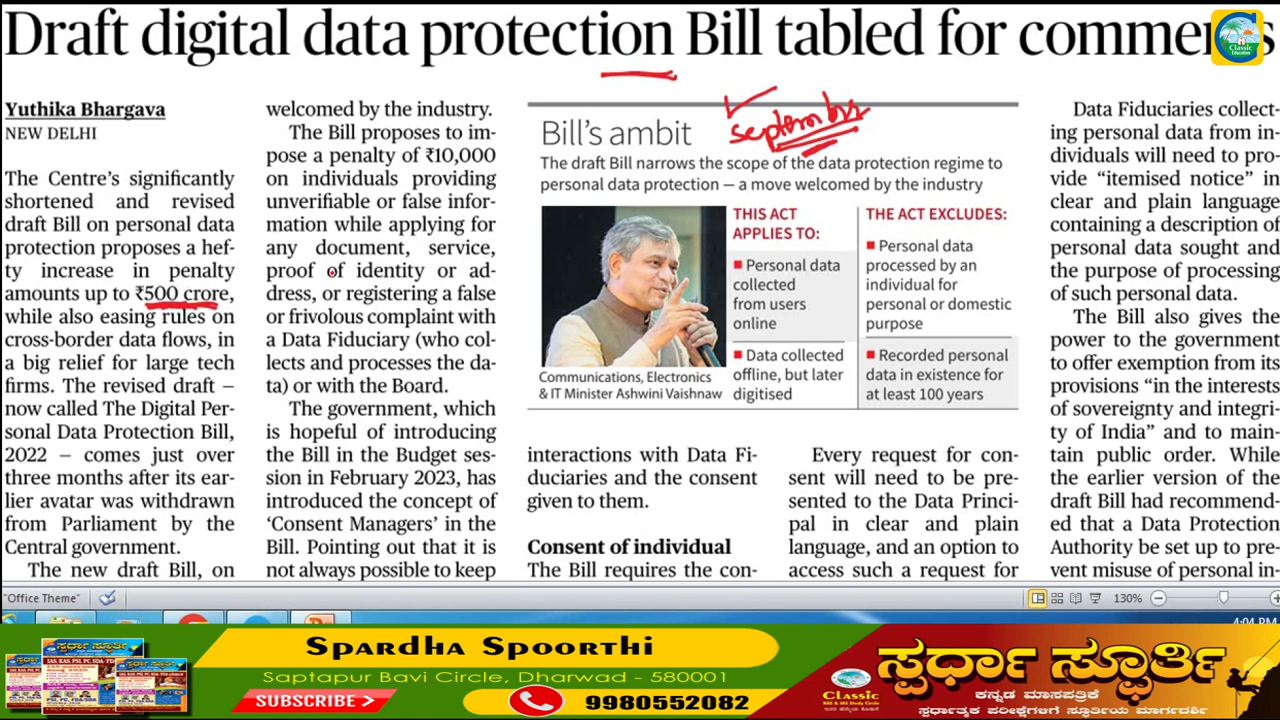 Draft digital data protection Bill tabled for comments
Classic
Education
Yuthika Bhargava
NEW DELHI
The Centre's significantly
shortened and revised
draft Bill on personal data
protection proposes a hef-
ty increase in penalty
amounts up to ₹500 crore,
while also easing rules on
cross-border data flows, in
a big relief for large tech
firms. The revised draft –
now called The Digital Per-
sonal Data Protection Bill,
2022 – comes just over
three months after its ear-
lier avatar was withdrawn
from Parliament by the
Central government.
The new draft Bill, on
welcomed by the industry.
The Bill proposes to im-
pose a penalty of ₹10,000
on individuals providing
unverifiable or false infor-
mation while applying for
any document, service,
proof of identity or ad-
dress, or registering a false
or frivolous complaint with
a Data Fiduciary (who col-
lects and processes the da-
ta) or with the Board.
The government, which
is hopeful of introducing
the Bill in the Budget ses-
sion in February 2023, has
introduced the concept of
'Consent Managers' in the
Bill. Pointing out that it is
not always possible to keep
Bill's ambit
The draft Bill narrows the scope of the data protection regime to
personal data protection — a move welcomed by the industry
THIS ACT
APPLIES TO:
■ Personal data
collected
from users
online
■ Data collected
offline, but later
digitised
THE ACT EXCLUDES:
■ Personal data
processed by an
individual for
personal or domestic
purpose
■ Recorded personal
data in existence for
at least 100 years
Communications, Electronics
& IT Minister Ashwini Vaishnaw
interactions with Data Fi-
duciaries and the consent
given to them.
Consent of individual
The Bill requires the con-
Every request for con-
sent will need to be pre-
sented to the Data Princi-
pal in clear and plain
language, and an option to
access such a request for
Data Fiduciaries collect-
ing personal data from in-
dividuals will need to pro-
vide "itemised notice" in
clear and plain language
containing a description of
personal data sought and
the purpose of processing
of such personal data.
The Bill also gives the
power to the government
to offer exemption from its
provisions "in the interests
of sovereignty and integri-
ty of India" and to main-
tain public order. While
the earlier version of the
draft Bill had recommend-
ed that a Data Protection
Authority be set up to pre-
vent misuse of personal in-
"Office Theme"
130%
4:04 PM
Spardha Spoorthi
Saptapur Bavi Circle, Dharwad - 580001
SUBSCRIBE
9980552082
ಸ್ಪರ್ಧಾ ಸ್ಫೂರ್ತಿ
Classic
KAS & IAS Study Circle
ಕನ್ನಡ ಮಾಸಪತ್ರಿಕೆ
ಸ್ಪರ್ಧಾತ್ಮಕ ಪರೀಕ್ಷೆಗಳಿಗೆ ಸ್ಫೂರ್ತಿಯ ಮಾರ್ಗದರ್ಶಿ